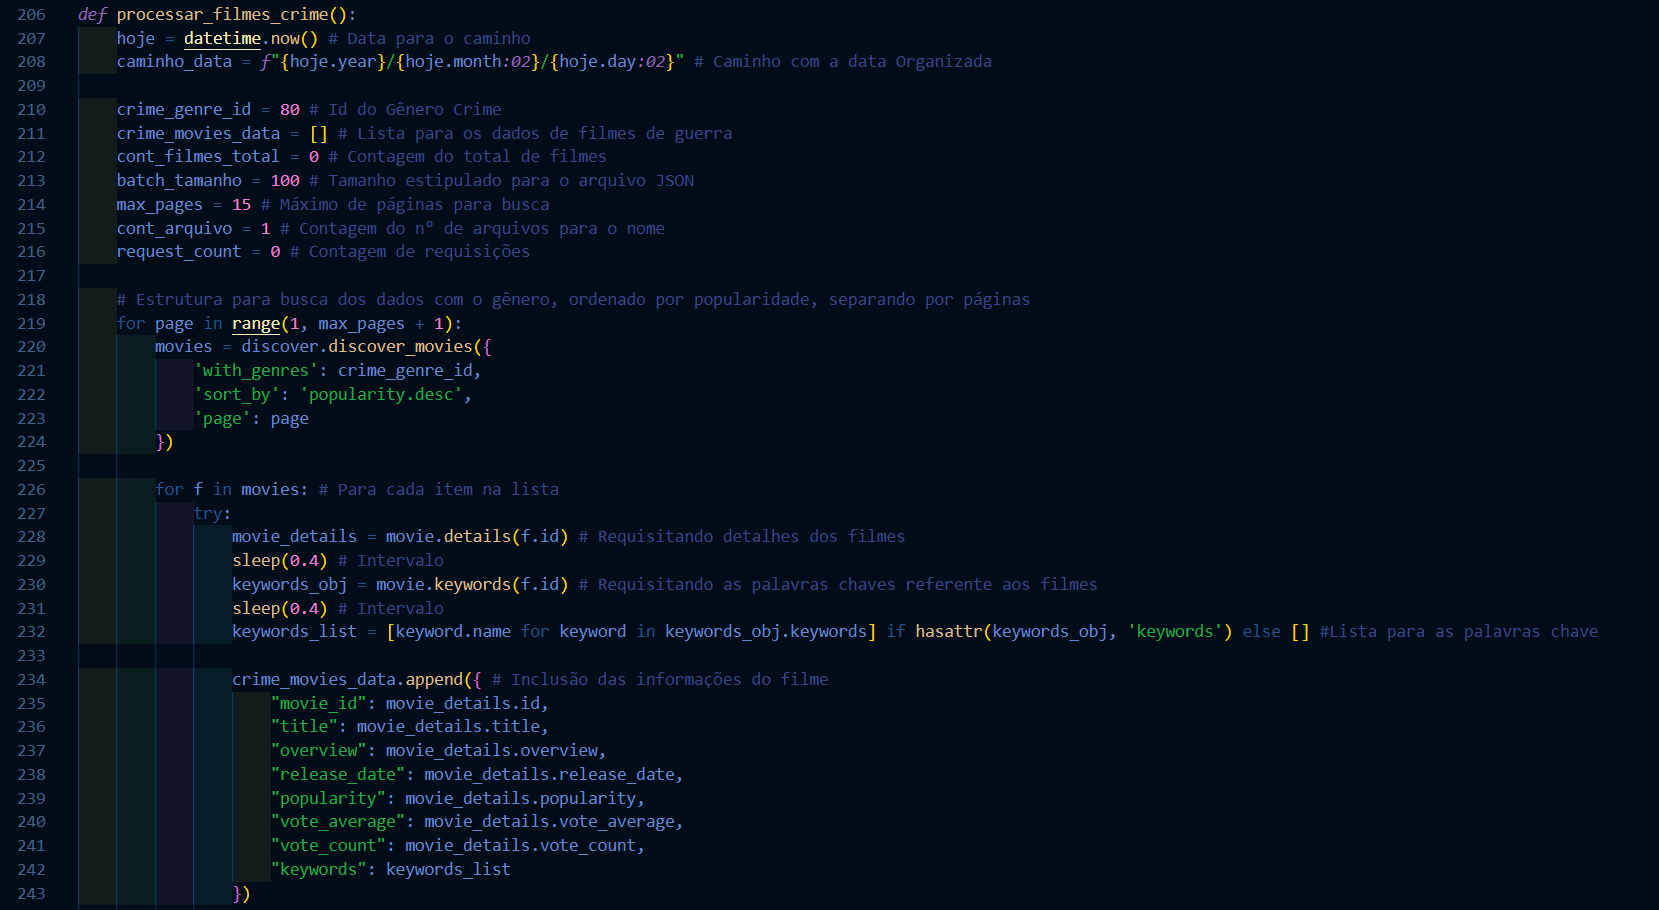 206 def processar_filmes_crime():
207     hoje = datetime.now() # Data para o caminho
208     caminho_data = f"{hoje.year}/{hoje.month:02}/{hoje.day:02}" # Caminho com a data Organizada
209
210     crime_genre_id = 80 # Id do Gênero Crime
211     crime_movies_data = [] # Lista para os dados de filmes de guerra
212     cont_filmes_total = 0 # Contagem do total de filmes
213     batch_tamanho = 100 # Tamanho estipulado para o arquivo JSON
214     max_pages = 15 # Máximo de páginas para busca
215     cont_arquivo = 1 # Contagem do nº de arquivos para o nome
216     request_count = 0 # Contagem de requisições
217
218     # Estrutura para busca dos dados com o gênero, ordenado por popularidade, separando por páginas
219     for page in range(1, max_pages + 1):
220         movies = discover.discover_movies({
221             'with_genres': crime_genre_id,
222             'sort_by': 'popularity.desc',
223             'page': page
224         })
225
226         for f in movies: # Para cada item na lista
227             try:
228                 movie_details = movie.details(f.id) # Requisitando detalhes dos filmes
229                 sleep(0.4) # Intervalo
230                 keywords_obj = movie.keywords(f.id) # Requisitando as palavras chaves referente aos filmes
231                 sleep(0.4) # Intervalo
232                 keywords_list = [keyword.name for keyword in keywords_obj.keywords] if hasattr(keywords_obj, 'keywords') else [] #Lista para as palavras chave
233
234                 crime_movies_data.append({ # Inclusão das informações do filme
235                     "movie_id": movie_details.id,
236                     "title": movie_details.title,
237                     "overview": movie_details.overview,
238                     "release_date": movie_details.release_date,
239                     "popularity": movie_details.popularity,
240                     "vote_average": movie_details.vote_average,
241                     "vote_count": movie_details.vote_count,
242                     "keywords": keywords_list
243                 })